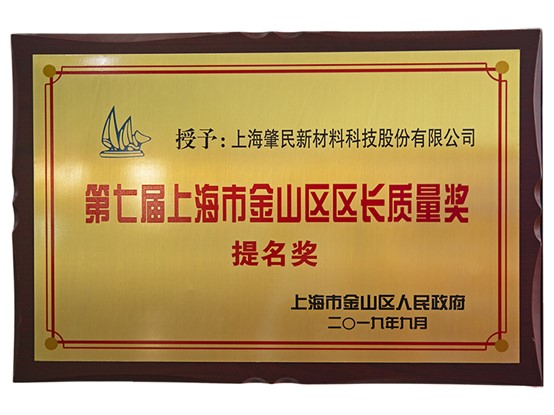 授予：上海肇民新材料科技股份有限公司
第七届上海市金山区区长质量奖
提名奖
上海市金山区人民政府
二〇一九年九月